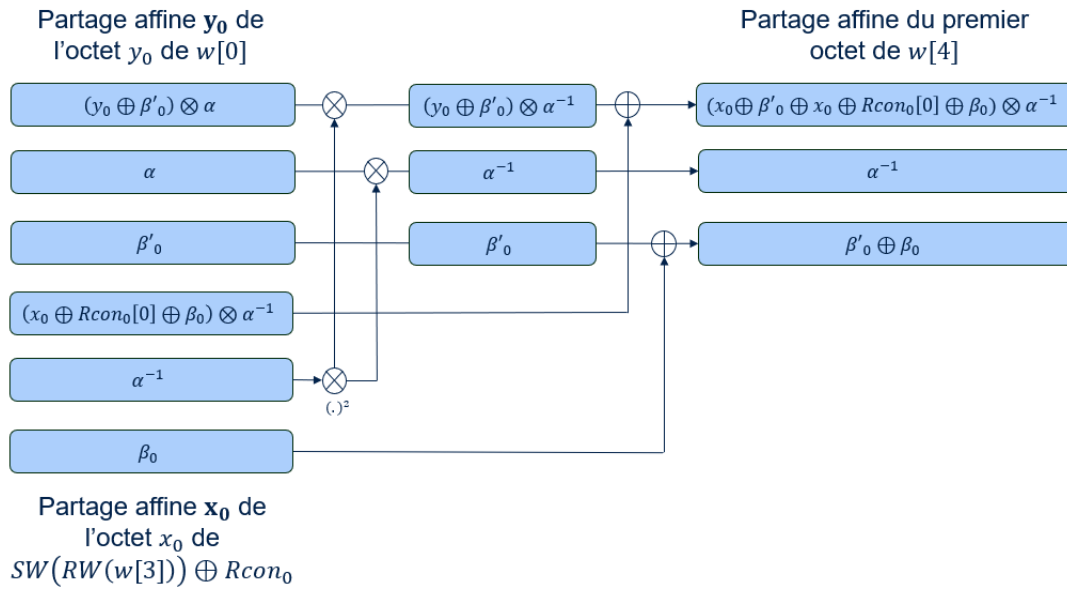 Partage affine y₀ de
l'octet y₀ de w[0]
Partage affine du premier
octet de w[4]
(y₀ ⊕ β′₀) ⊗ α
(y₀ ⊕ β′₀) ⊗ α⁻¹
(x₀⊕ β′₀ ⊕ x₀ ⊕ Rcon₀[0] ⊕ β₀) ⊗ α⁻¹
α
α⁻¹
α⁻¹
β′₀
β′₀
β′₀ ⊕ β₀
(x₀ ⊕ Rcon₀[0] ⊕ β₀) ⊗ α⁻¹
α⁻¹
(.)²
β₀
Partage affine x₀ de
l'octet x₀ de
SW(RW(w[3])) ⊕ Rcon₀